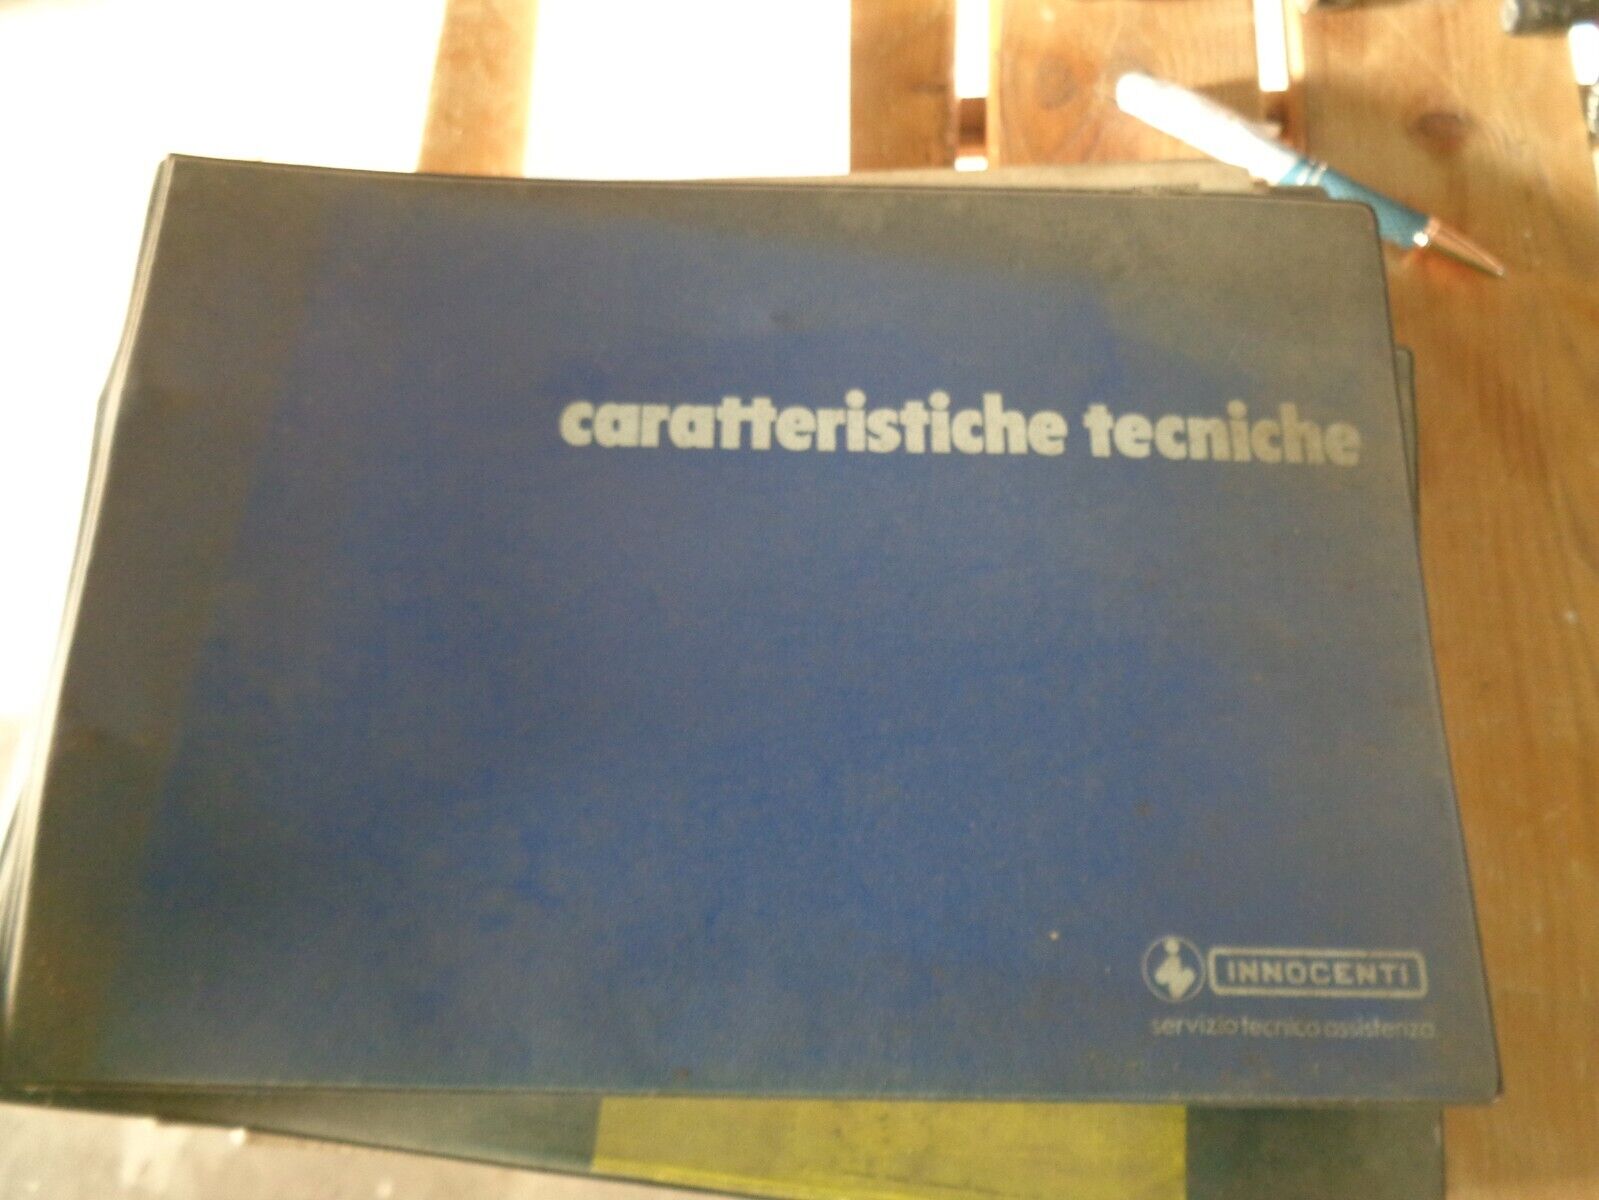 caratteristiche tecniche
INNOCENTI
servizio tecnico assistenza